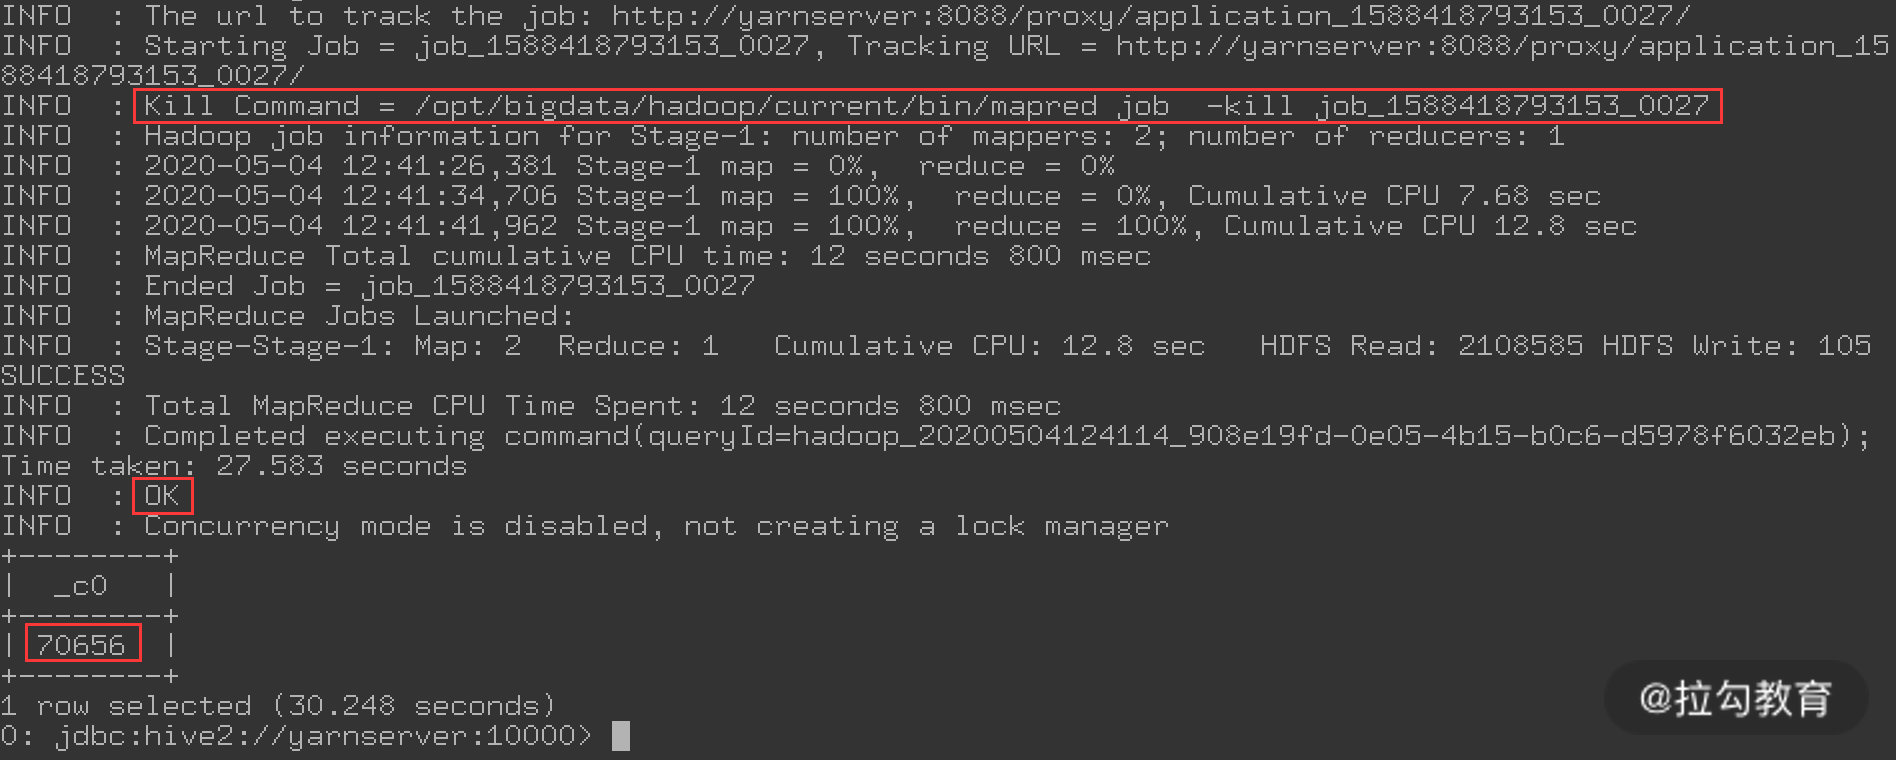 INFO  : The url to track the job: http://yarnserver:8088/proxy/application_1588418793153_0027/
INFO  : Starting Job = job_1588418793153_0027, Tracking URL = http://yarnserver:8088/proxy/application_15
88418793153_0027/
INFO  : Kill Command = /opt/bigdata/hadoop/current/bin/mapred job  -kill job_1588418793153_0027
INFO  : Hadoop job information for Stage-1: number of mappers: 2; number of reducers: 1
INFO  : 2020-05-04 12:41:26,381 Stage-1 map = 0%,  reduce = 0%
INFO  : 2020-05-04 12:41:34,706 Stage-1 map = 100%,  reduce = 0%, Cumulative CPU 7.68 sec
INFO  : 2020-05-04 12:41:41,962 Stage-1 map = 100%,  reduce = 100%, Cumulative CPU 12.8 sec
INFO  : MapReduce Total cumulative CPU time: 12 seconds 800 msec
INFO  : Ended Job = job_1588418793153_0027
INFO  : MapReduce Jobs Launched:
INFO  : Stage-Stage-1: Map: 2  Reduce: 1   Cumulative CPU: 12.8 sec   HDFS Read: 2108585 HDFS Write: 105
SUCCESS
INFO  : Total MapReduce CPU Time Spent: 12 seconds 800 msec
INFO  : Completed executing command(queryId=hadoop_20200504124114_908e19fd-0e05-4b15-b0c6-d5978f6032eb);
Time taken: 27.583 seconds
INFO  : OK
INFO  : Concurrency mode is disabled, not creating a lock manager
+--------+
|  _c0   |
+--------+
| 70656  |
+--------+
1 row selected (30.248 seconds)
0: jdbc:hive2://yarnserver:10000>
@拉勾教育